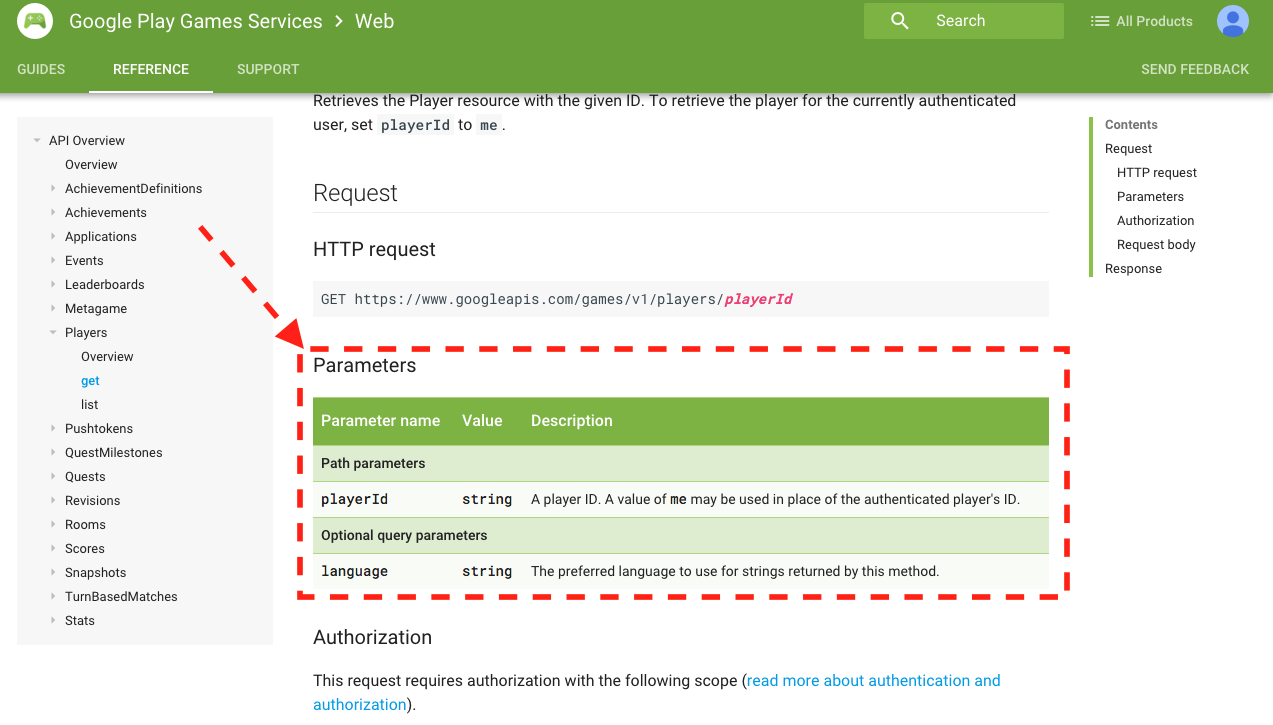 Google Play Games Services > Web
Search
All Products
GUIDES
REFERENCE
SUPPORT
SEND FEEDBACK
API Overview
Overview
AchievementDefinitions
Achievements
Applications
Events
Leaderboards
Metagame
Players
Overview
get
list
Pushtokens
QuestMilestones
Quests
Revisions
Rooms
Scores
Snapshots
TurnBasedMatches
Stats
Retrieves the Player resource with the given ID. To retrieve the player for the currently authenticated
user, set playerId to me.
Request
HTTP request
GET https://www.googleapis.com/games/v1/players/playerId
Parameters
Parameter name Value Description
Path parameters
playerId string A player ID. A value of me may be used in place of the authenticated player's ID.
Optional query parameters
language string The preferred language to use for strings returned by this method.
Authorization
This request requires authorization with the following scope (read more about authentication and
authorization).
Contents
Request
HTTP request
Parameters
Authorization
Request body
Response